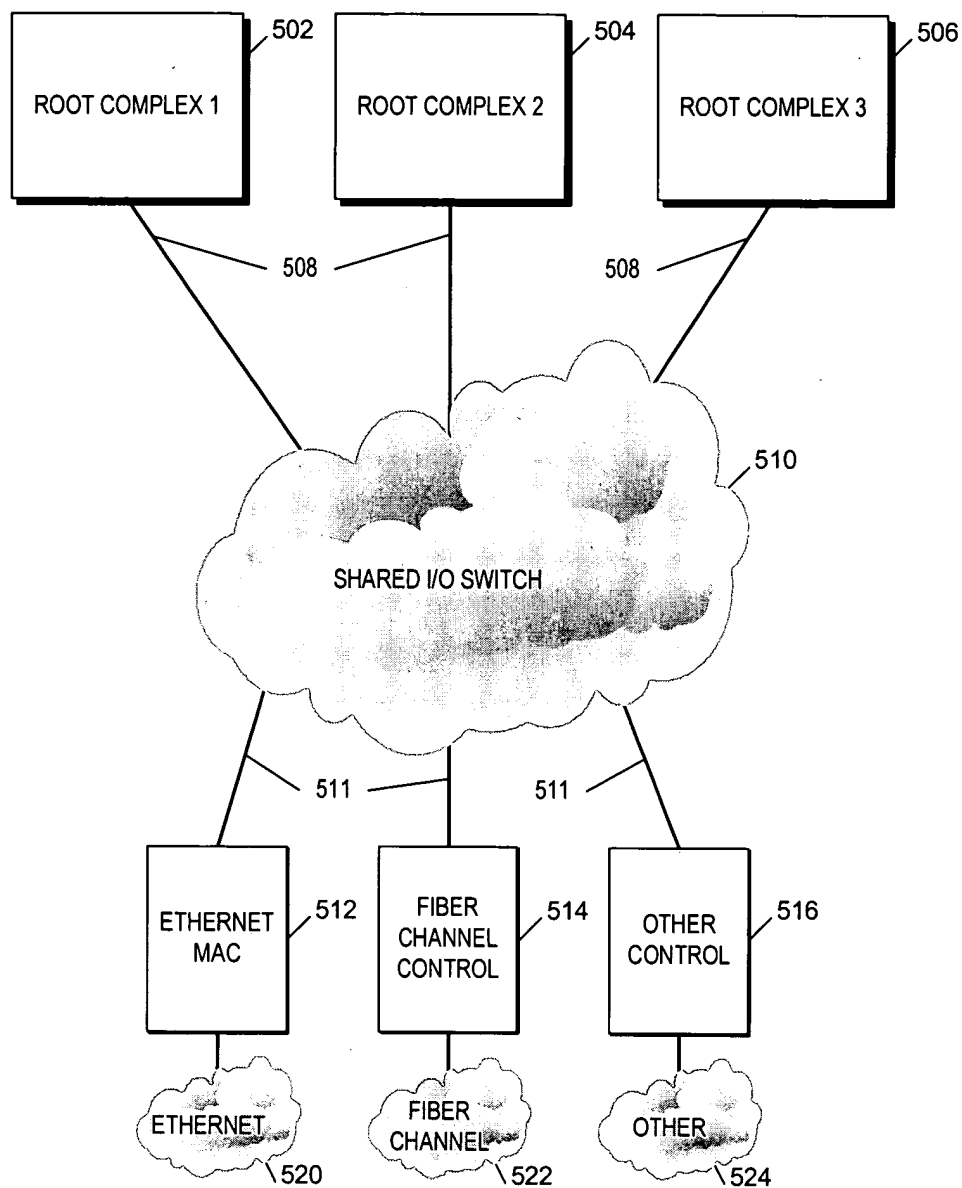 502
504
506
ROOT COMPLEX 1
ROOT COMPLEX 2
ROOT COMPLEX 3
508
508
510
SHARED I/O SWITCH
511
511
ETHERNET
MAC
512
FIBER
CHANNEL
CONTROL
514
OTHER
CONTROL
516
ETHERNET
520
FIBER
CHANNEL
522
OTHER
524